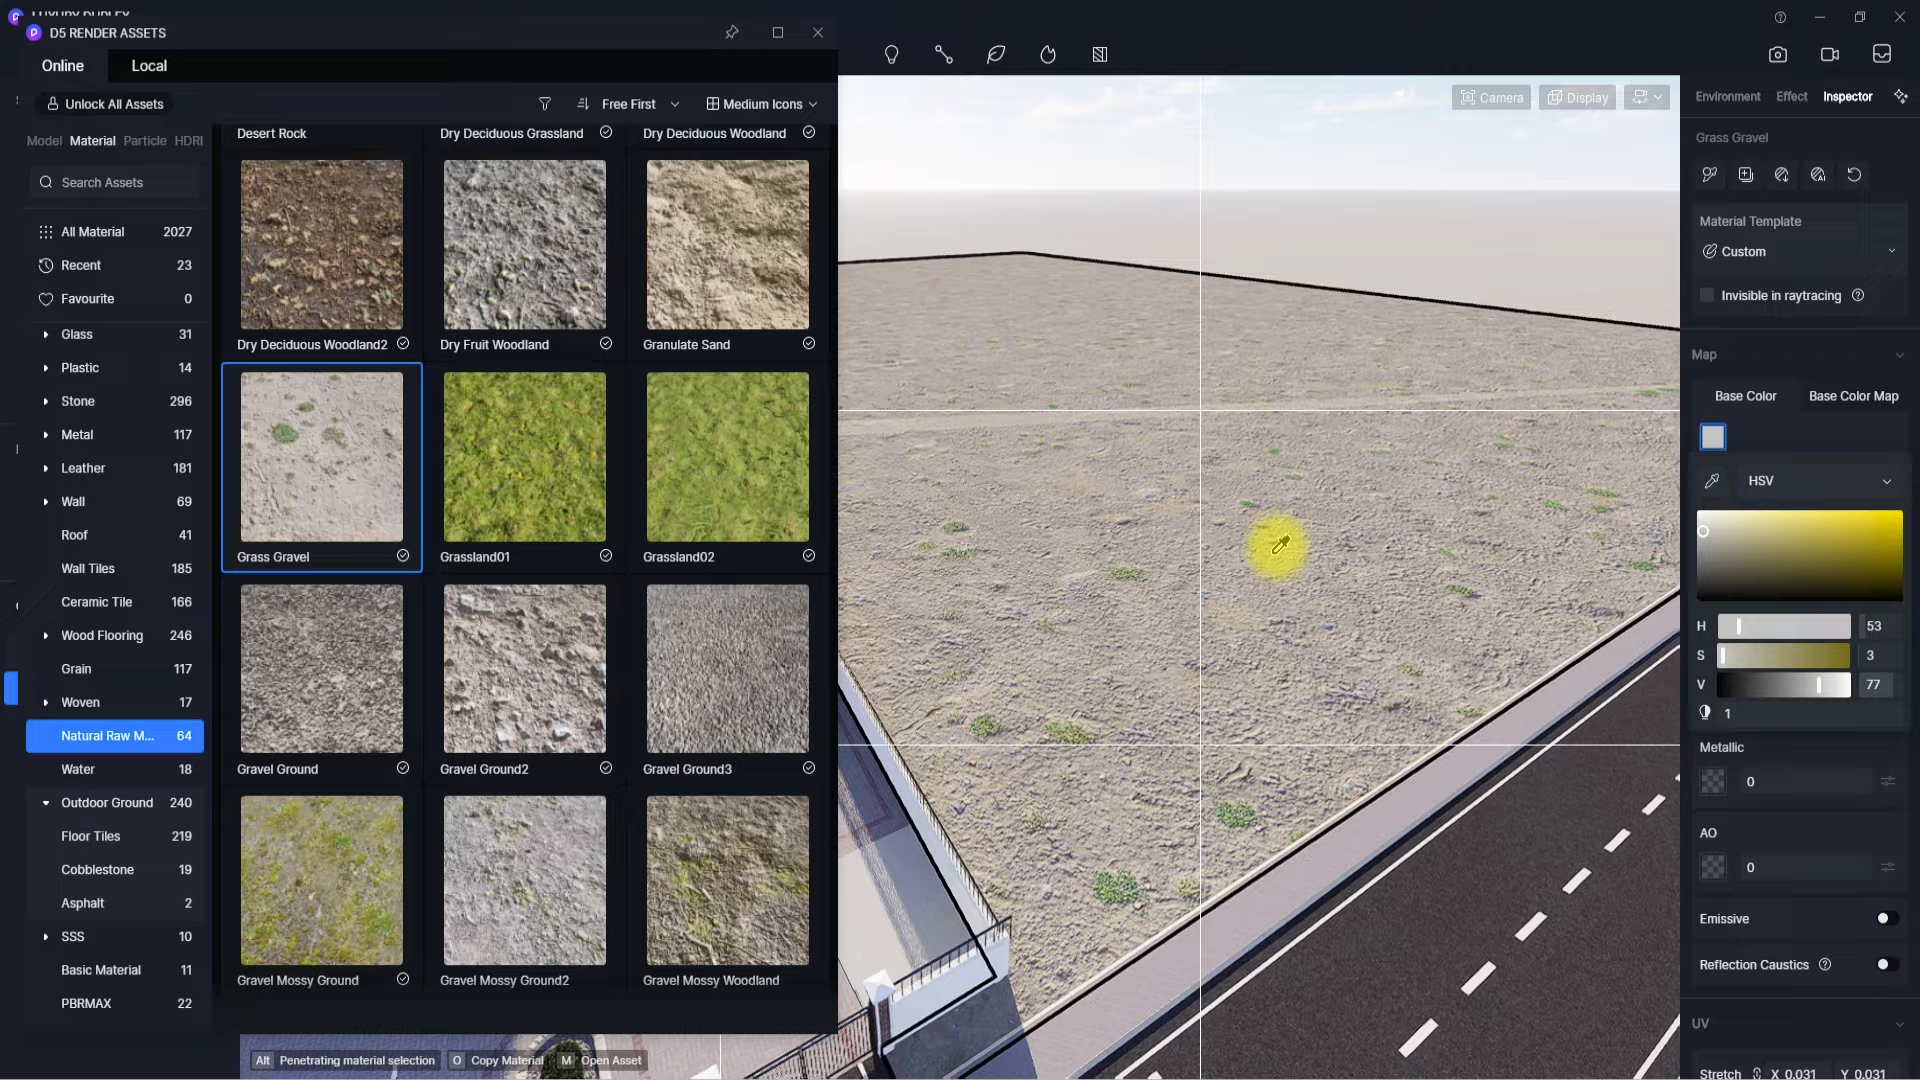 D5 RENDER ASSETS
Online
Local
Unlock All Assets
Free First
Medium Icons
Model Material Particle HDRI
Search Assets
All Material 2027
Recent 23
Favourite 0
Glass 31
Plastic 14
Stone 296
Metal 117
Leather 181
Wall 69
Roof 41
Wall Tiles 185
Ceramic Tile 166
Wood Flooring 246
Grain 117
Woven 17
Natural Raw M... 64
Water 18
Outdoor Ground 240
Floor Tiles 219
Cobblestone 19
Asphalt 2
SSS 10
Basic Material 11
PBRMAX 22
Desert Rock
Dry Deciduous Grassland
Dry Deciduous Woodland
Dry Deciduous Woodland2
Dry Fruit Woodland
Granulate Sand
Grass Gravel
Grassland01
Grassland02
Gravel Ground
Gravel Ground2
Gravel Ground3
Gravel Mossy Ground
Gravel Mossy Ground2
Gravel Mossy Woodland
Alt Penetrating material selection O Copy Material M Open Asset
Camera
Display
Environment Effect Inspector
Grass Gravel
Material Template
Custom
Invisible in raytracing
Map
Base Color
Base Color Map
HSV
H 53
S 3
V 77
1
Metallic
0
AO
0
Emissive
Reflection Caustics
UV
Stretch X 0.031 Y 0.031